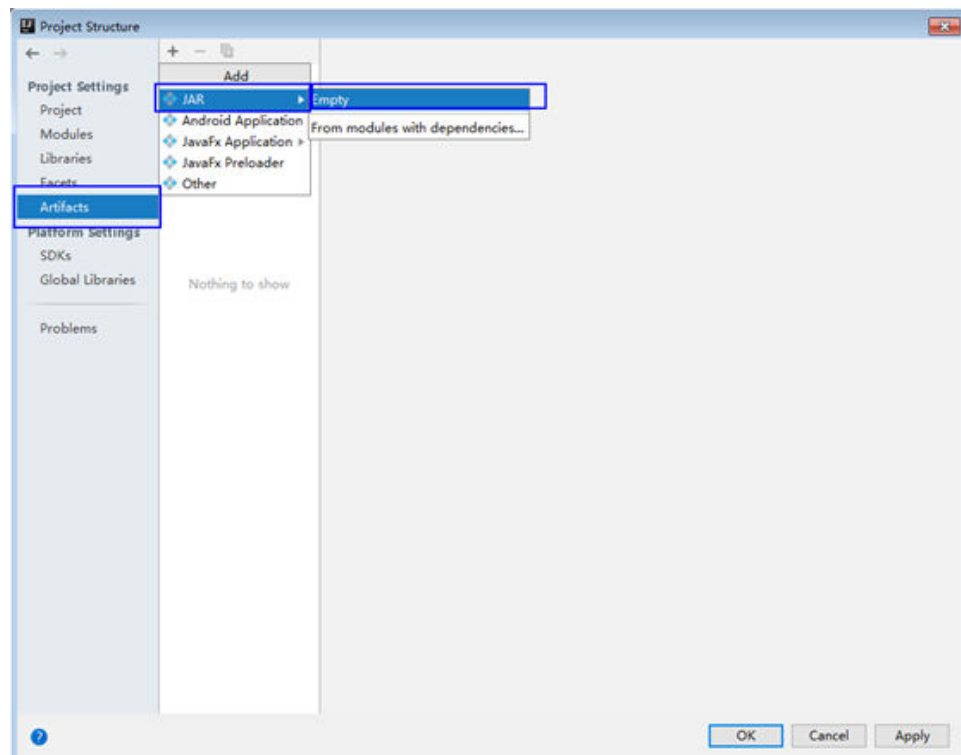 Project Structure
Add
Project Settings
Project
Modules
Libraries
Facets
Artifacts
Platform Settings
SDKs
Global Libraries
Problems
JAR
Empty
Android Application
From modules with dependencies...
JavaFx Application
JavaFx Preloader
Other
Nothing to show
OK
Cancel
Apply